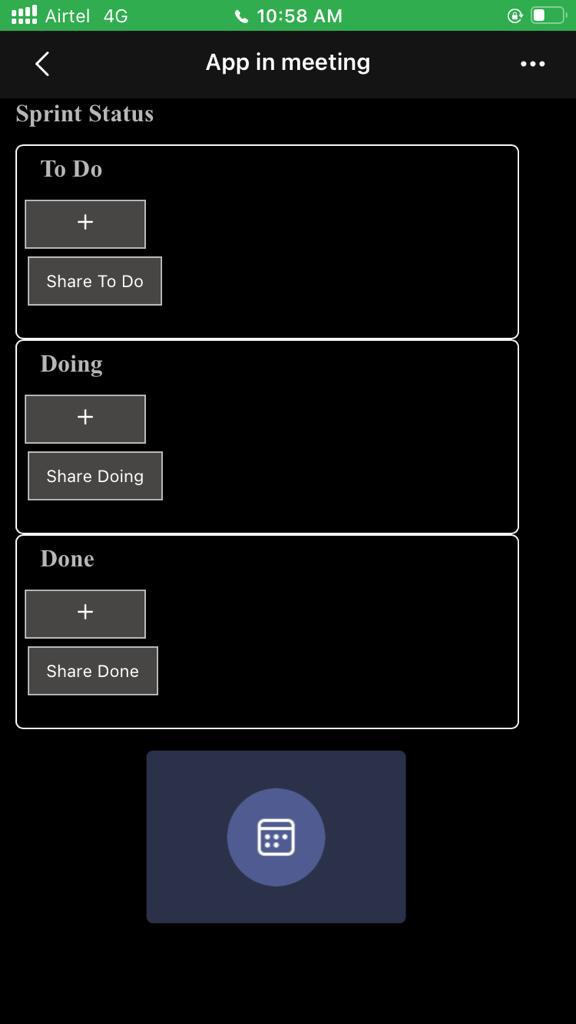 Airtel 4G 10:58 AM
App in meeting
Sprint Status
To Do
+
Share To Do
Doing
+
Share Doing
Done
+
Share Done